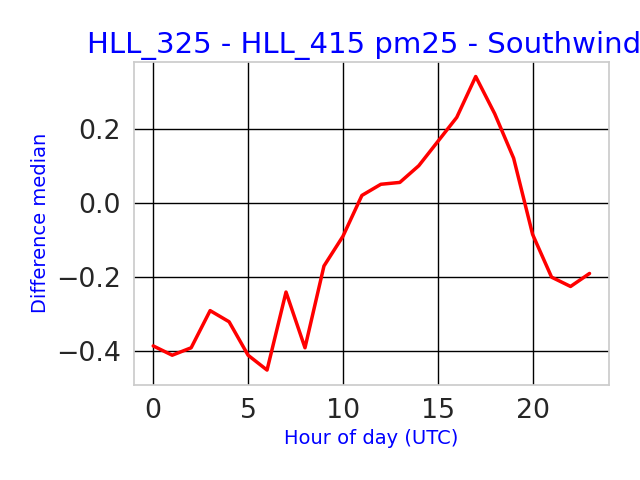 HLL_325 - HLL_415 pm25 - Southwind
Difference median
0.2
0.0
−0.2
−0.4
0 5 10 15 20
Hour of day (UTC)